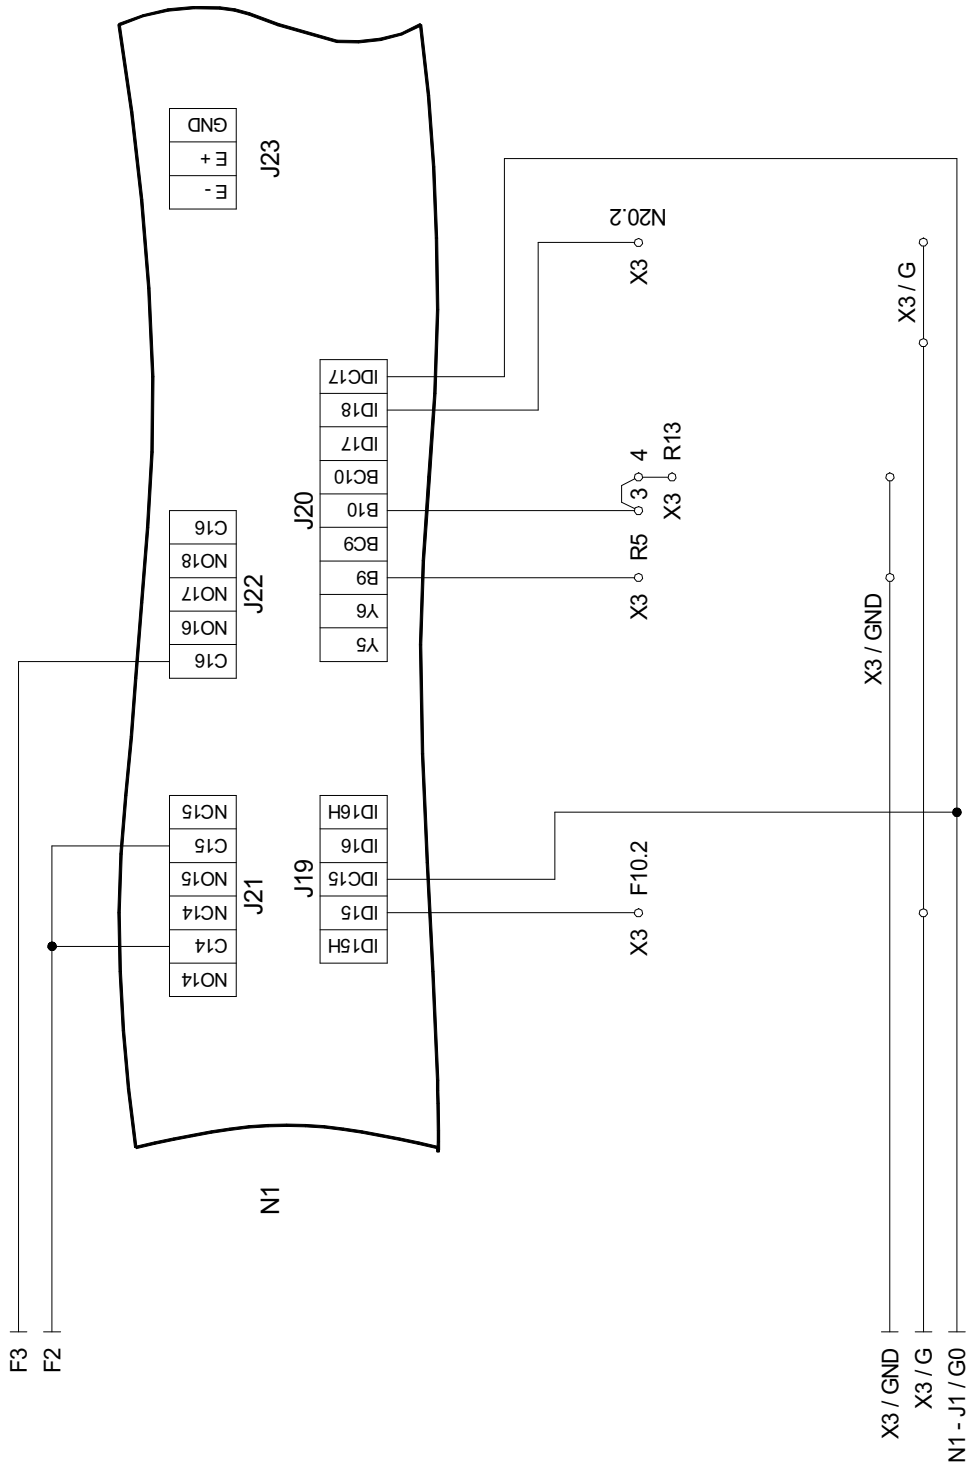 GND
E +
E -
J23
N20.2
X3
X3 / G
IDC17
ID18
ID17
BC10
B10
BC9
B9
Y6
Y5
J20
C16
NO18
NO17
NO16
C16
J22
4
3
R13
X3
R5
X3
X3 / GND
NC15
C15
NO15
NC14
C14
NO14
J21
ID16H
ID16
IDC15
ID15
ID15H
J19
F10.2
X3
N1
F3
F2
X3 / GND
X3 / G
N1 - J1 / G0